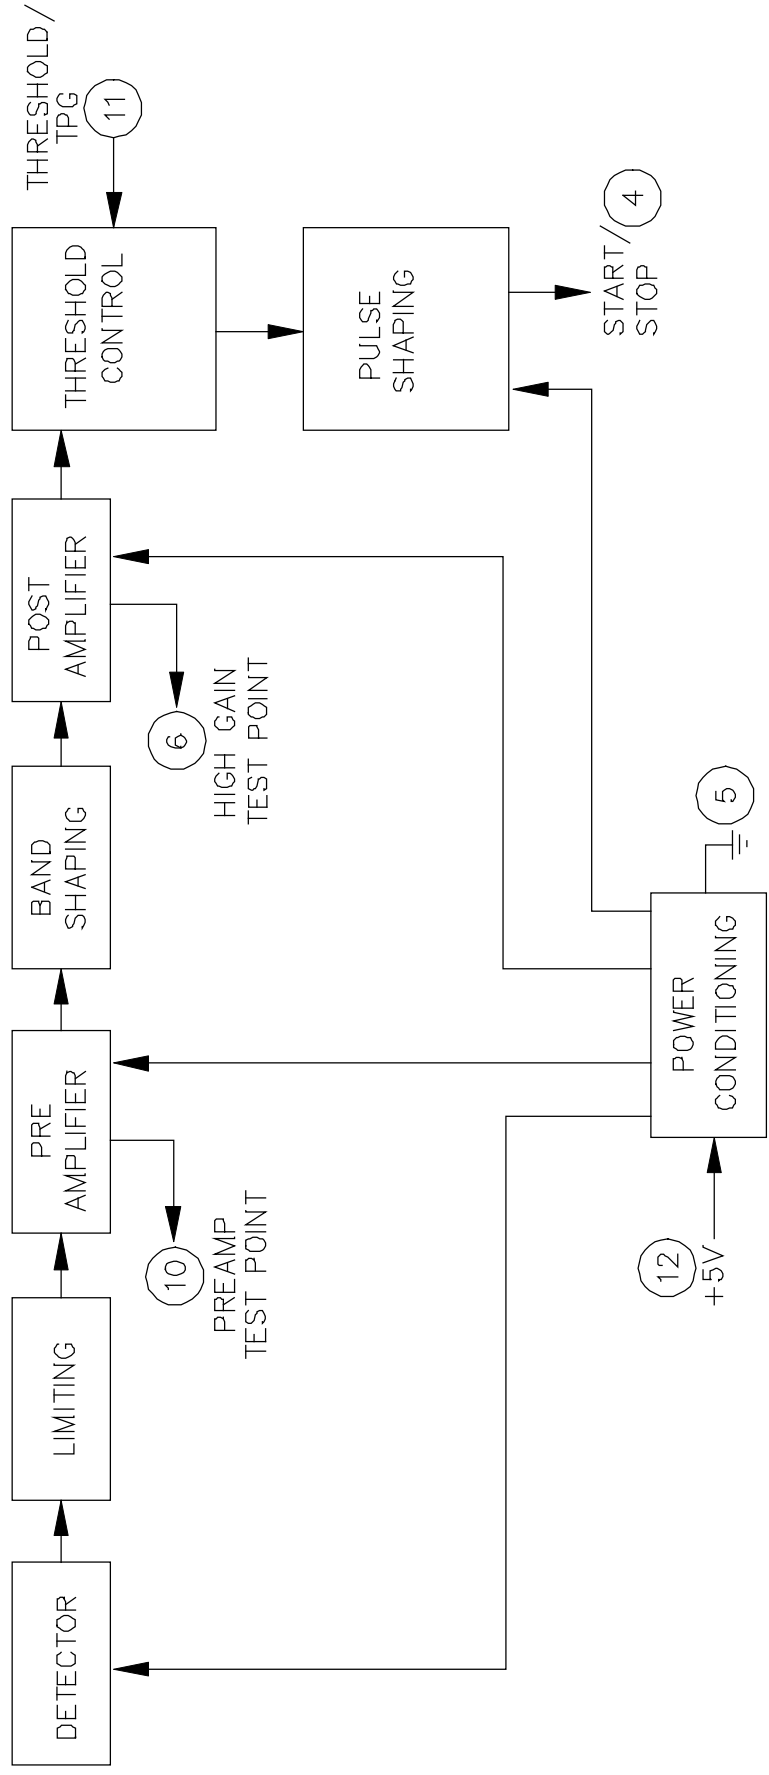 DETECTOR
LIMITING
PRE
AMPLIFIER
BAND
SHAPING
POST
AMPLIFIER
THRESHOLD
CONTROL
THRESHOLD/
TPG
11
10
PREAMP
TEST POINT
6
HIGH GAIN
TEST POINT
PULSE
SHAPING
START/
STOP
4
12
+5V
POWER
CONDITIONING
5